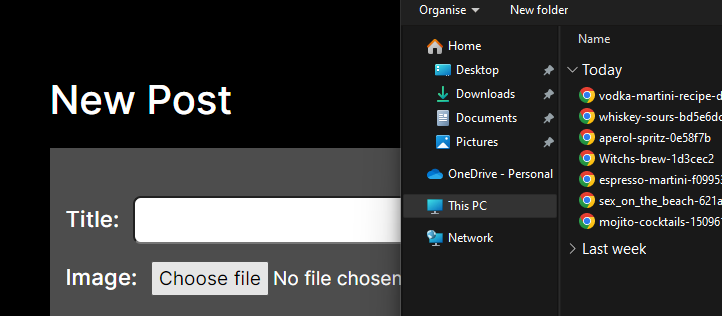 New Post
Title:
Image: Choose file No file chosen
Organise New folder
Home
Desktop
Downloads
Documents
Pictures
OneDrive - Personal
This PC
Network
Name
Today
vodka-martini-recipe-d
whiskey-sours-bd5e6dc
aperol-spritz-0e58f7b
Witchs-brew-1d3cec2
espresso-martini-f0995
sex_on_the_beach-621a
mojito-cocktails-15096
Last week